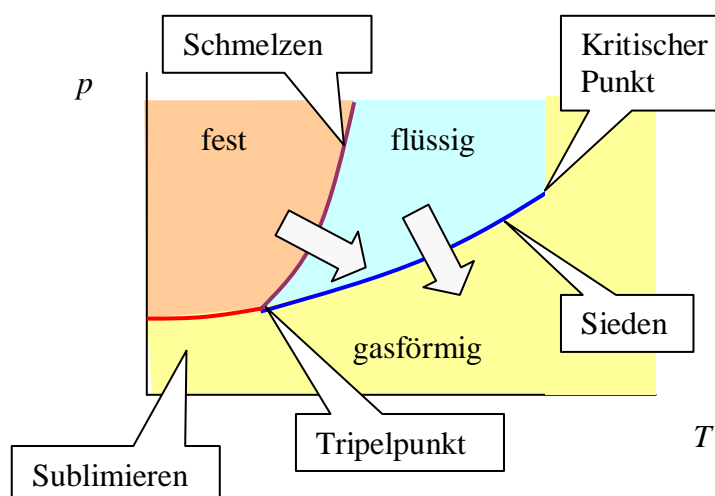 Schmelzen
Kritischer
Punkt
p
fest
flüssig
Sieden
gasförmig
Tripelpunkt
T
Sublimieren